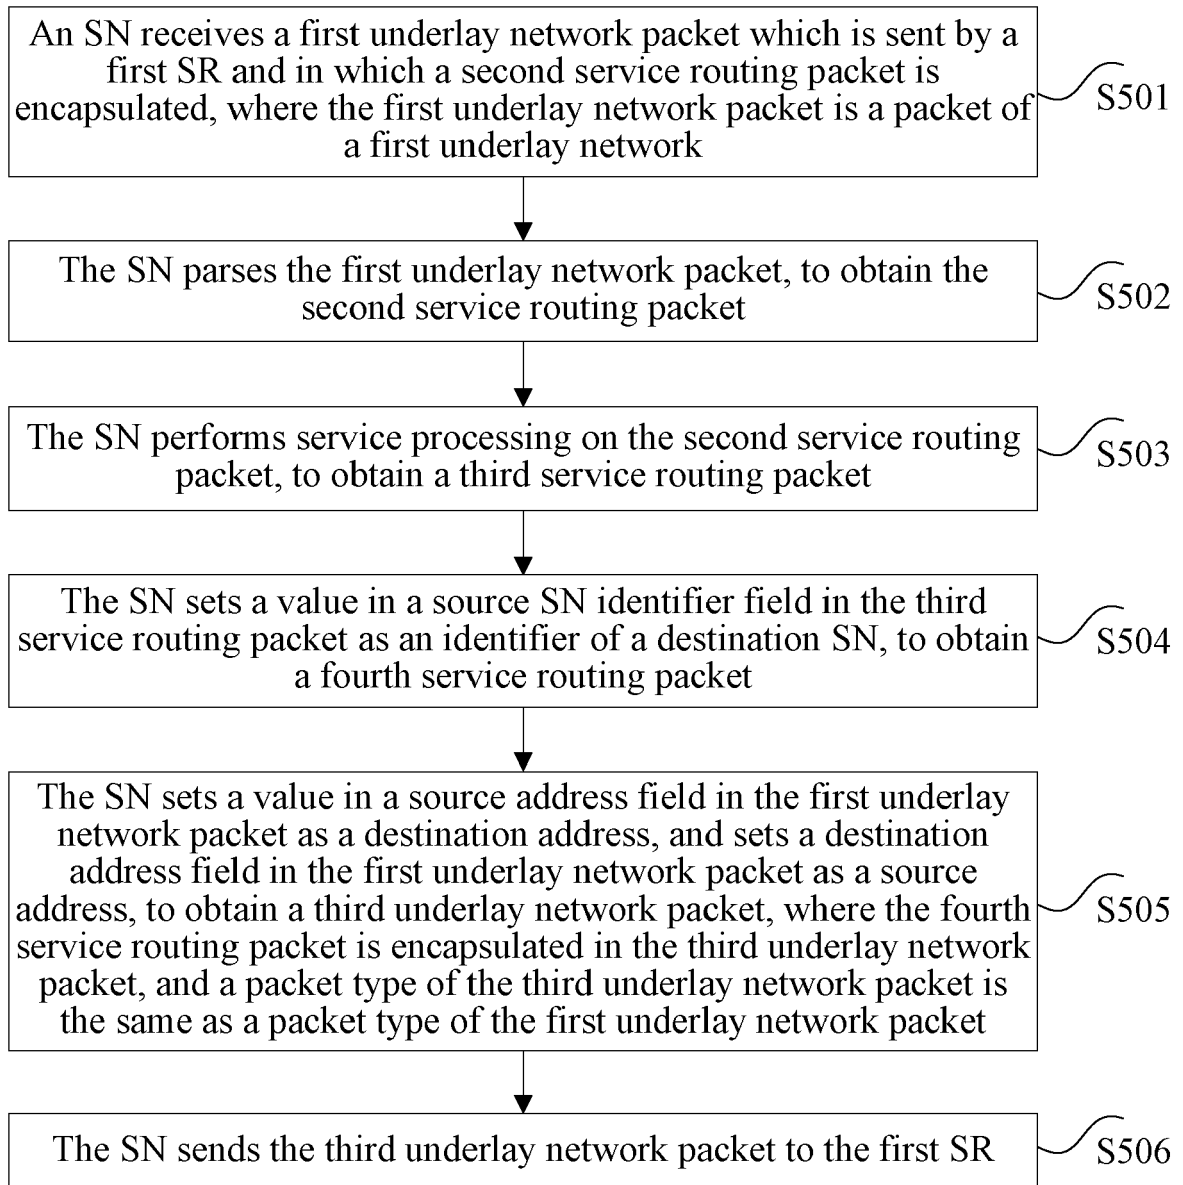 An SN receives a first underlay network packet which is sent by a
first SR and in which a second service routing packet is
encapsulated, where the first underlay network packet is a packet of
a first underlay network
S501
The SN parses the first underlay network packet, to obtain the
second service routing packet
S502
The SN performs service processing on the second service routing
packet, to obtain a third service routing packet
S503
The SN sets a value in a source SN identifier field in the third
service routing packet as an identifier of a destination SN, to obtain
a fourth service routing packet
S504
The SN sets a value in a source address field in the first underlay
network packet as a destination address, and sets a destination
address field in the first underlay network packet as a source
address, to obtain a third underlay network packet, where the fourth
service routing packet is encapsulated in the third underlay network
packet, and a packet type of the third underlay network packet is
the same as a packet type of the first underlay network packet
S505
The SN sends the third underlay network packet to the first SR
S506